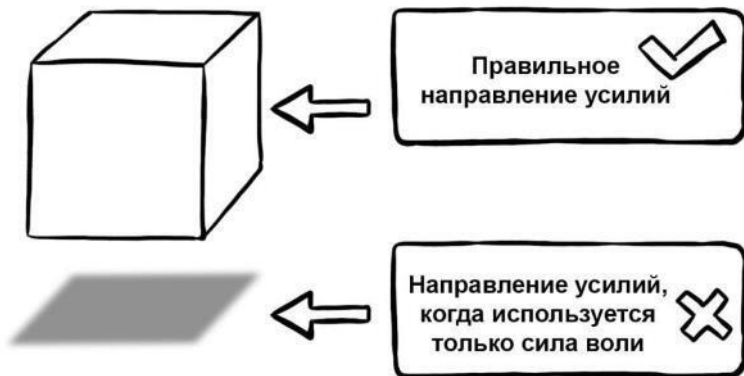 Правильное
направление усилий
Направление усилий,
когда используется
только сила воли